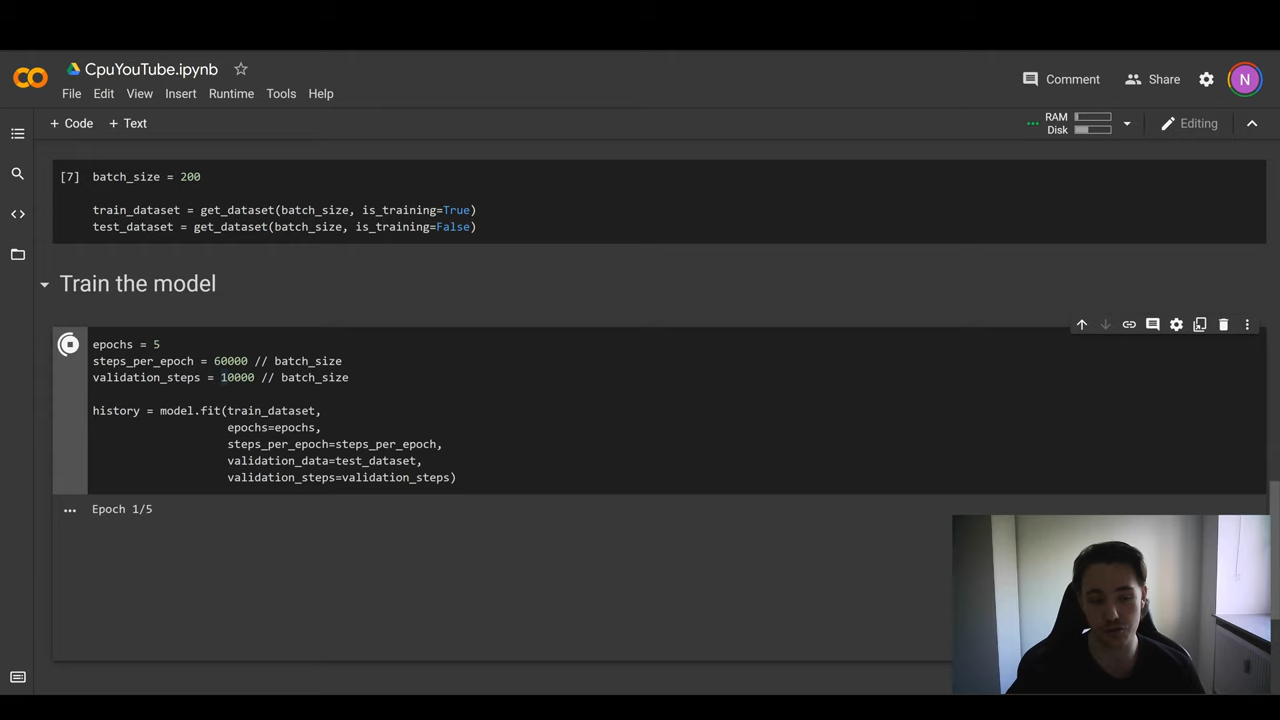 CpuYouTube.ipynb
File Edit View Insert Runtime Tools Help
Comment
Share
N
+ Code + Text
RAM
Disk
Editing
[7]
batch_size = 200
train_dataset = get_dataset(batch_size, is_training=True)
test_dataset = get_dataset(batch_size, is_training=False)
Train the model
epochs = 5
steps_per_epoch = 60000 // batch_size
validation_steps = 10000 // batch_size
history = model.fit(train_dataset,
epochs=epochs,
steps_per_epoch=steps_per_epoch,
validation_data=test_dataset,
validation_steps=validation_steps)
... Epoch 1/5